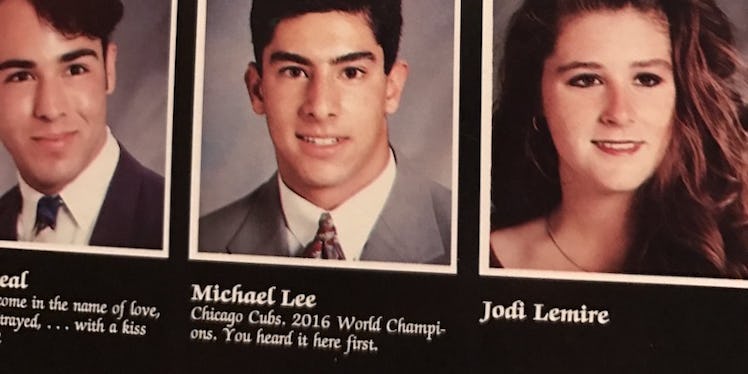 eal
ome in the name of love,
trayed, . . . with a kiss
Michael Lee
Chicago Cubs. 2016 World Champi-
ons. You heard it here first.
Jodi Lemire